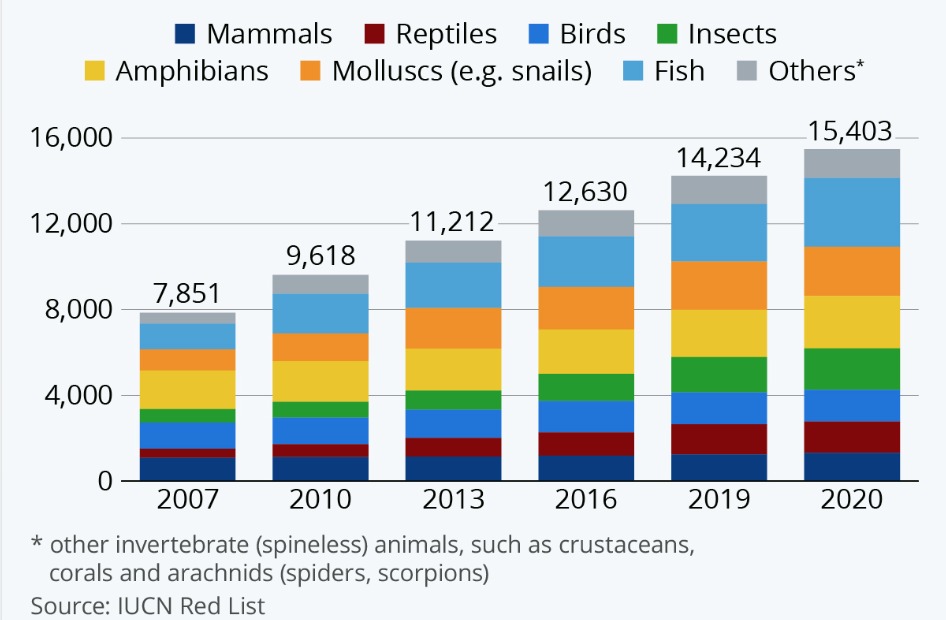 Mammals Reptiles Birds Insects
Amphibians Molluscs (e.g. snails) Fish Others*
16,000
15,403
14,234
12,630
12,000
11,212
9,618
8,000
7,851
4,000
0
2007 2010 2013 2016 2019 2020
* other invertebrate (spineless) animals, such as crustaceans,
corals and arachnids (spiders, scorpions)
Source: IUCN Red List